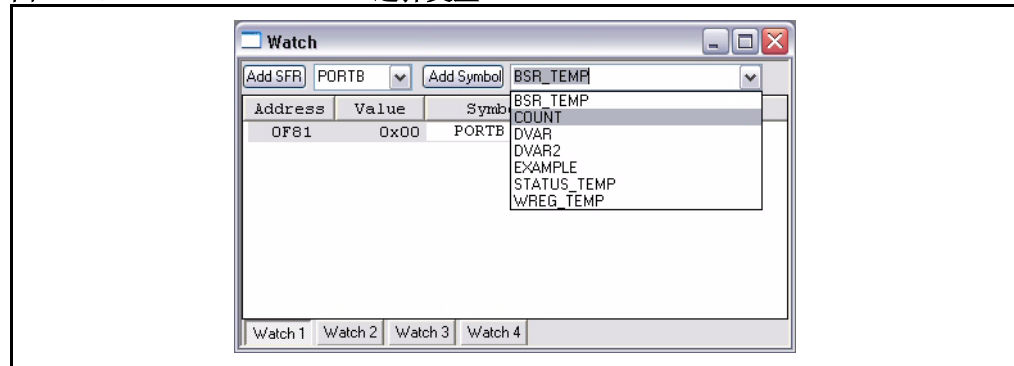 Watch
Add SFR PORTB Add Symbol BSR_TEMP
Address Value Symb
0F81 0x00 PORTB
BSR_TEMP
COUNT
DVAR
DVAR2
EXAMPLE
STATUS_TEMP
WREG_TEMP
Watch 1 Watch 2 Watch 3 Watch 4